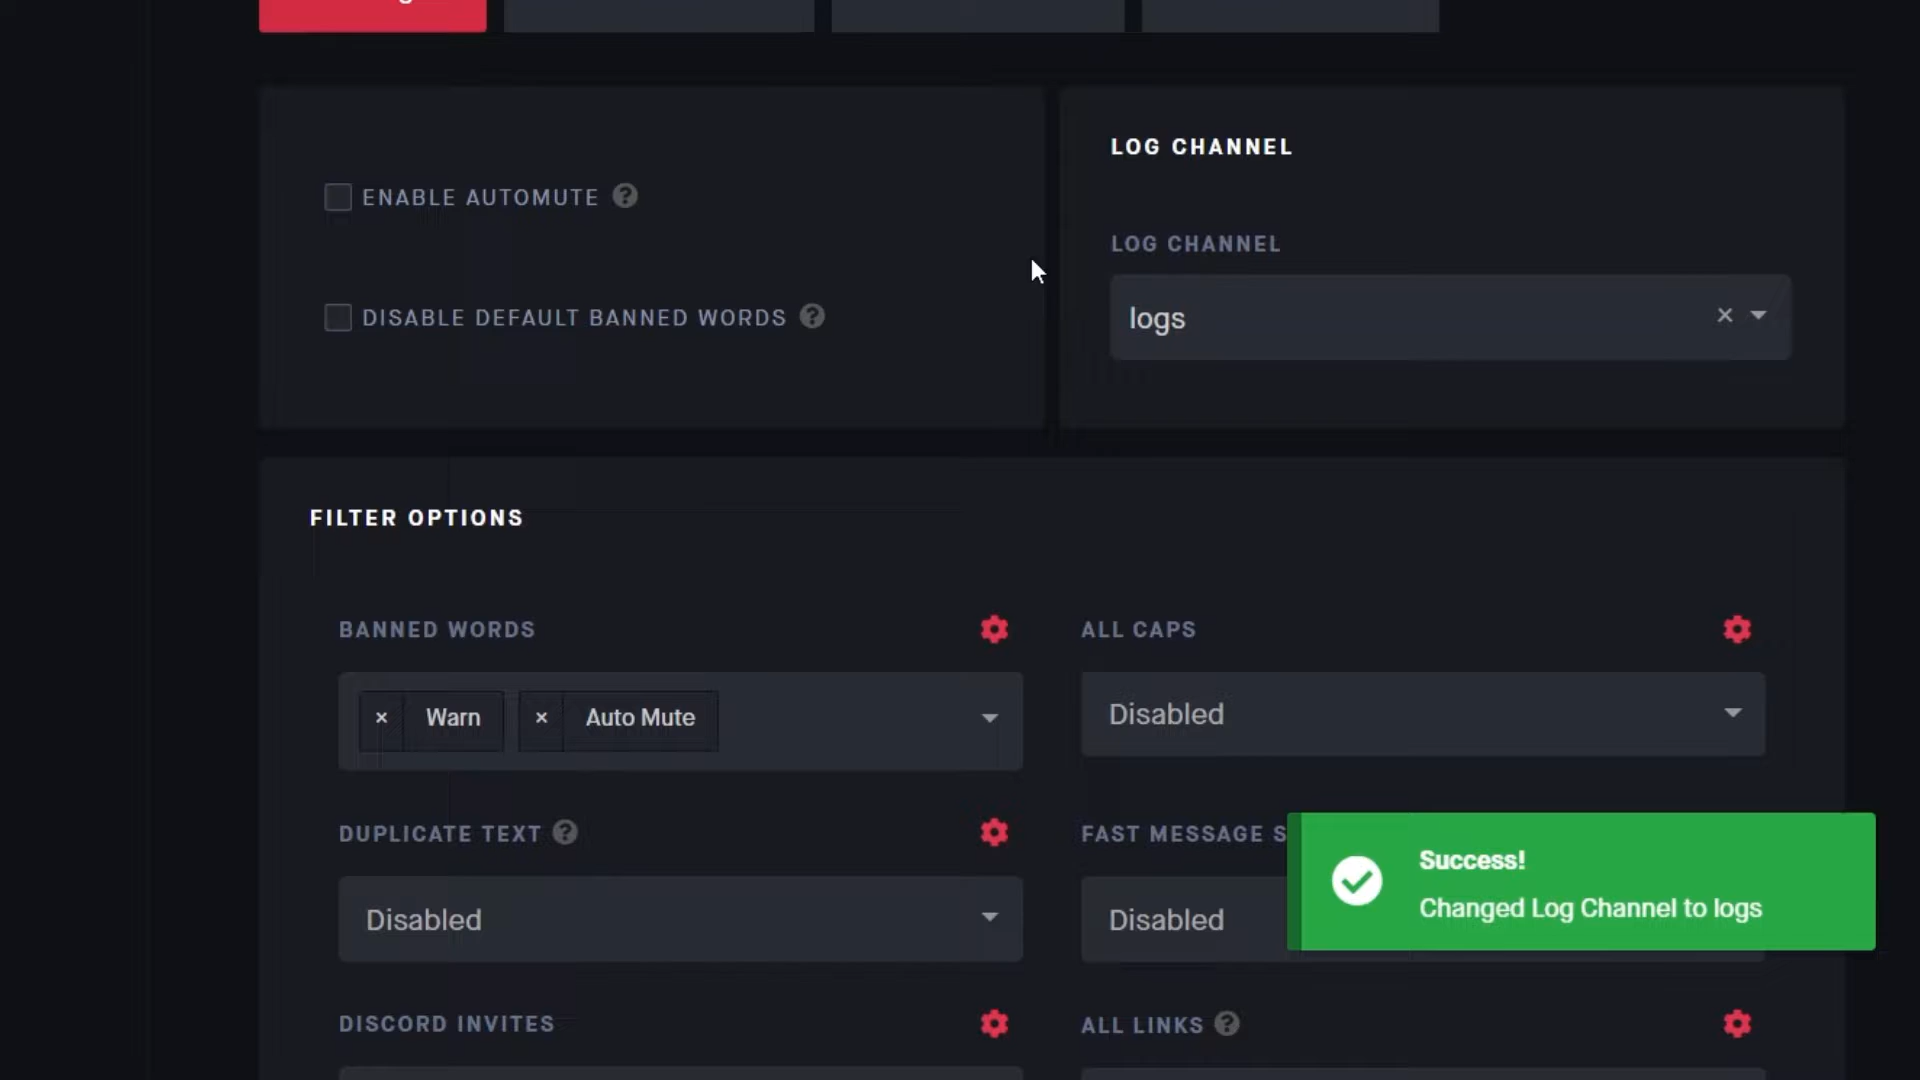 ENABLE AUTOMUTE ?
DISABLE DEFAULT BANNED WORDS ?
LOG CHANNEL
LOG CHANNEL
logs
FILTER OPTIONS
BANNED WORDS
× Warn × Auto Mute
ALL CAPS
Disabled
DUPLICATE TEXT ?
Disabled
FAST MESSAGE S
Disabled
Success!
Changed Log Channel to logs
DISCORD INVITES
ALL LINKS ?